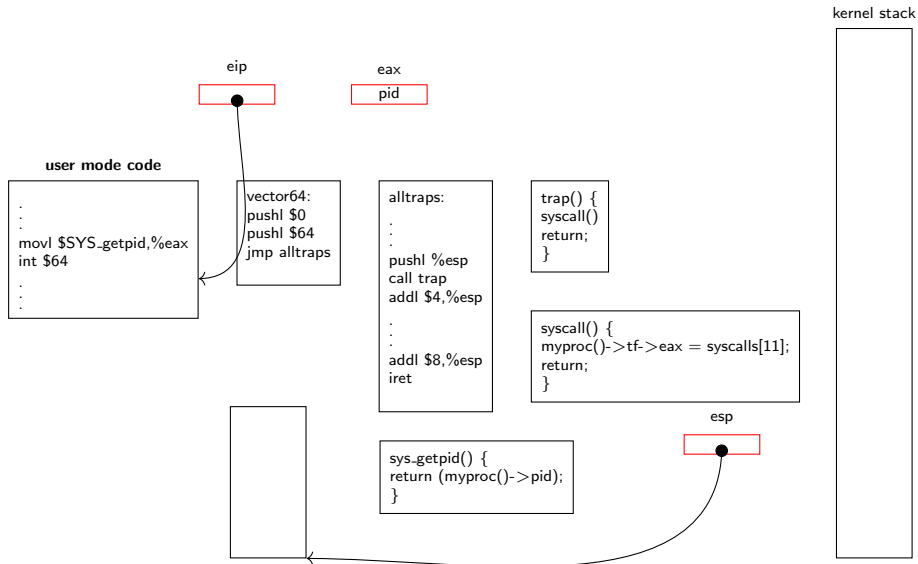 kernel stack
eip
eax
pid
user mode code
.
.
.
movl $SYS_getpid,%eax
int $64
.
.
.
vector64:
pushl $0
pushl $64
jmp alltraps
alltraps:
.
.
.
pushl %esp
call trap
addl $4,%esp
.
.
.
addl $8,%esp
iret
trap() {
syscall()
return;
}
syscall() {
myproc()->tf->eax = syscalls[11];
return;
}
esp
sys_getpid() {
return (myproc()->pid);
}